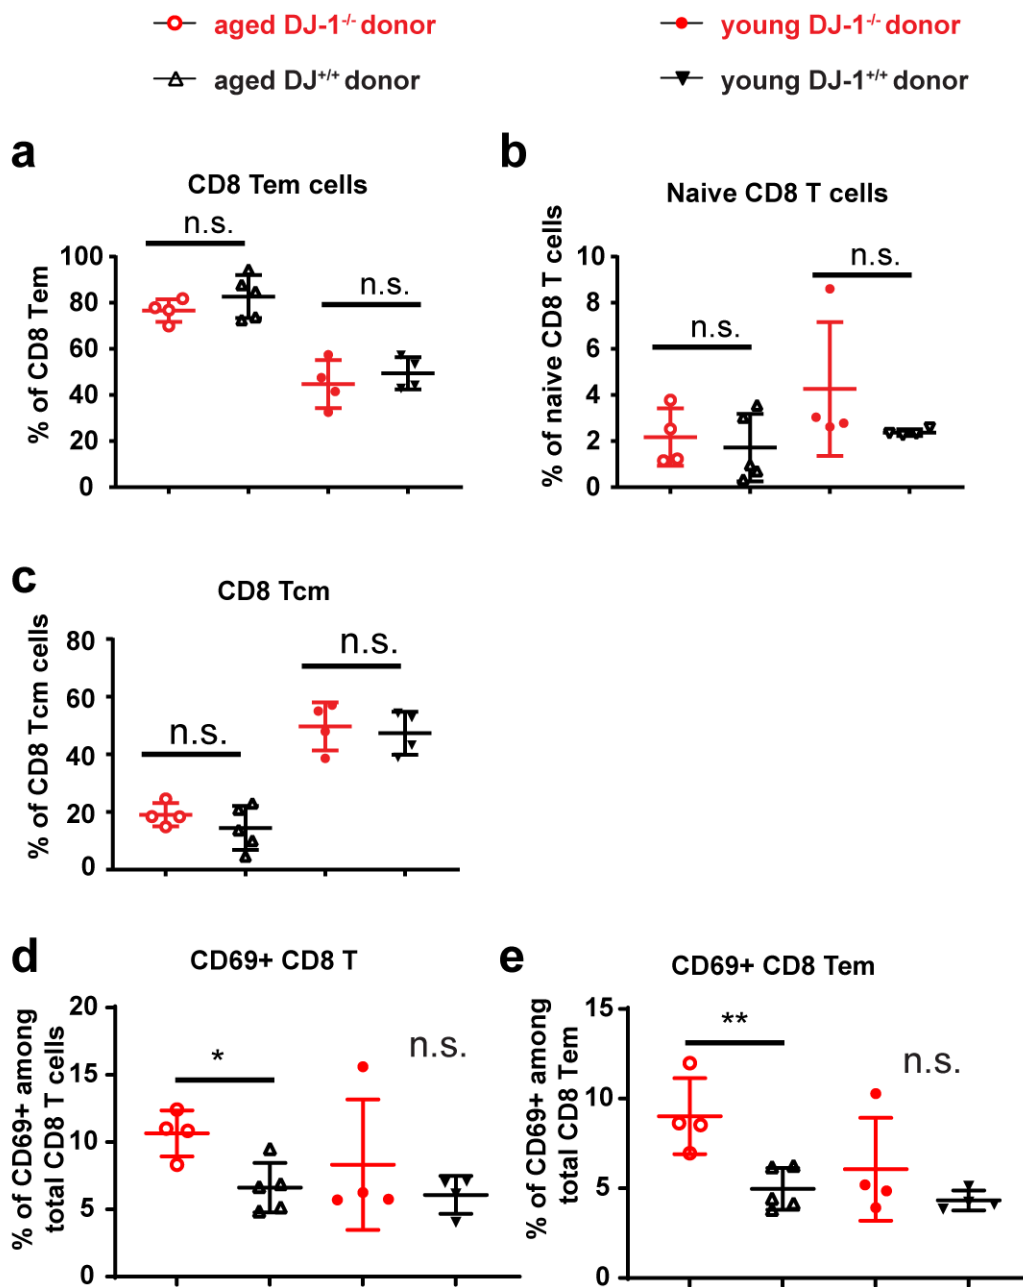 aged DJ-1-/- donor
young DJ-1-/- donor
aged DJ+/+ donor
young DJ-1+/+ donor
a
b
CD8 Tem cells
Naive CD8 T cells
n.s.
n.s.
n.s.
n.s.
% of CD8 Tem
100
80
60
40
20
0
% of naive CD8 T cells
10
8
6
4
2
0
c
CD8 Tcm
n.s.
n.s.
% of CD8 Tcm cells
80
60
40
20
0
d
e
CD69+ CD8 T
CD69+ CD8 Tem
% of CD69+ among
total CD8 T cells
20
15
10
5
0
*
n.s.
% of CD69+ among
total CD8 Tem
15
10
5
0
**
n.s.